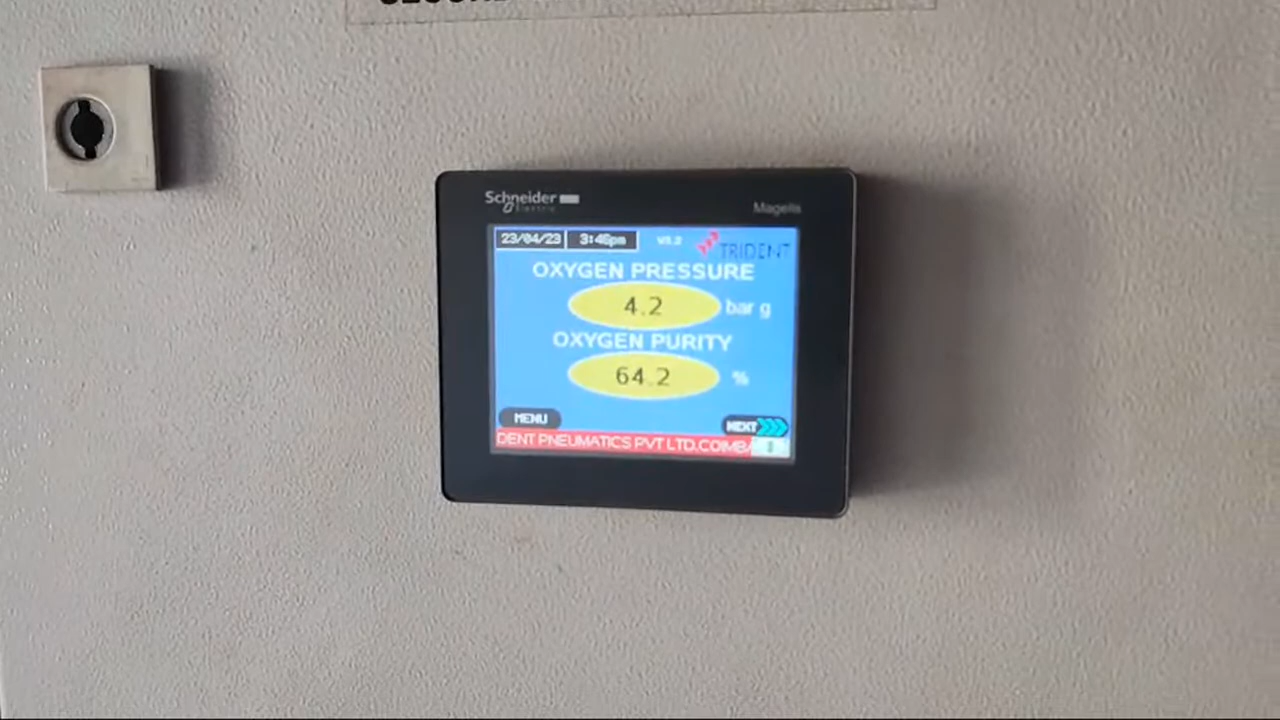 Schneider
Electric
Magelis
23/04/23 3:46pm V3.2 TRIDENT
OXYGEN PRESSURE
4.2 bar g
OXYGEN PURITY
64.2 %
MENU
NEXT
DENT PNEUMATICS PVT LTD.COIMBA